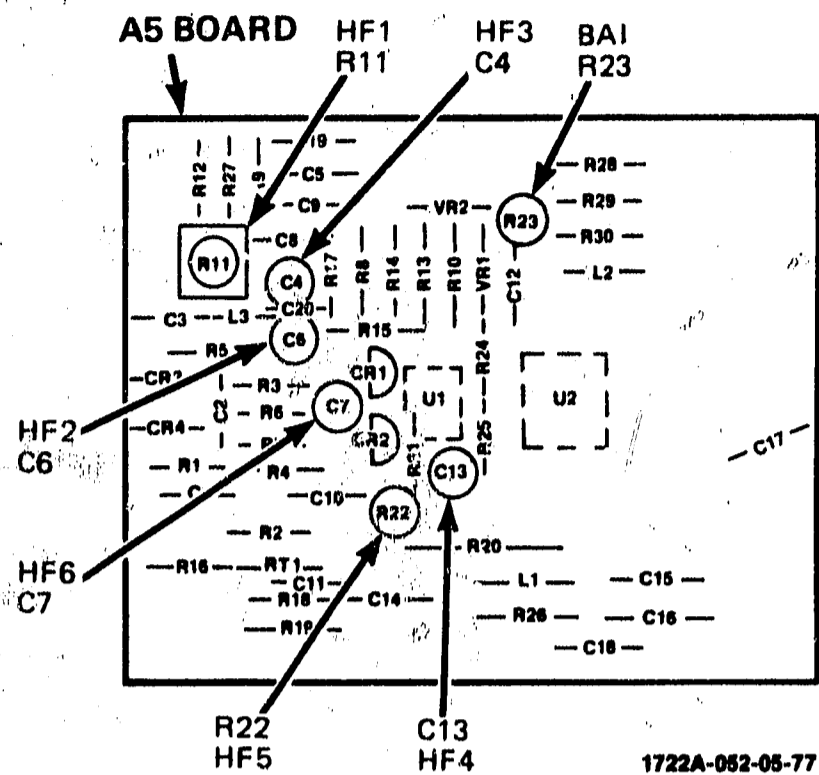 A5 BOARD
HF1
R11
HF3
C4
BAI
R23
R12
R27
C5
C9
C8
R11
C4
C20
C3
L3
C6
R17
R8
R14
R13
R10
VR1
VR2
R23
C12
R28
R29
R30
L2
R15
R5
CR1
R3
C2
R6
C7
CR4
CR2
U1
R24
U2
R25
C17
R1
R4
C10
C13
R22
R2
R20
R16
RT1
C11
R18
C14
L1
C15
R26
C16
C18
HF2
C6
HF6
C7
R22
HF5
C13
HF4
1722A-052-05-77